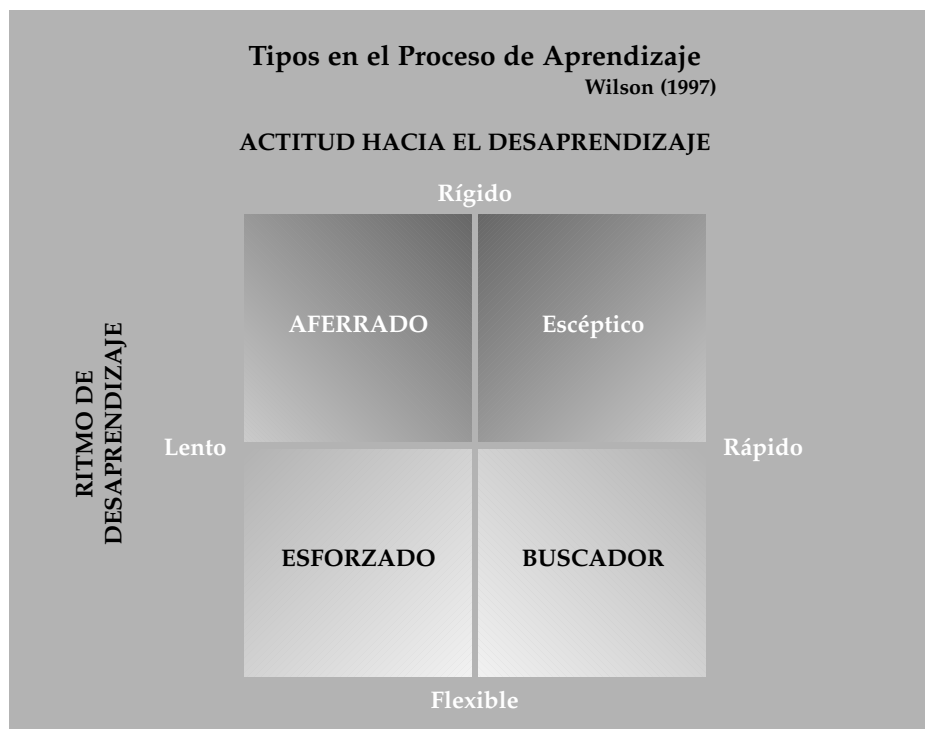 Tipos en el Proceso de Aprendizaje
Wilson (1997)
ACTITUD HACIA EL DESAPRENDIZAJE
Rígido
AFERRADO
Escéptico
RITMO DE
DESAPRENDIZAJE
Lento
Rápido
ESFORZADO
BUSCADOR
Flexible